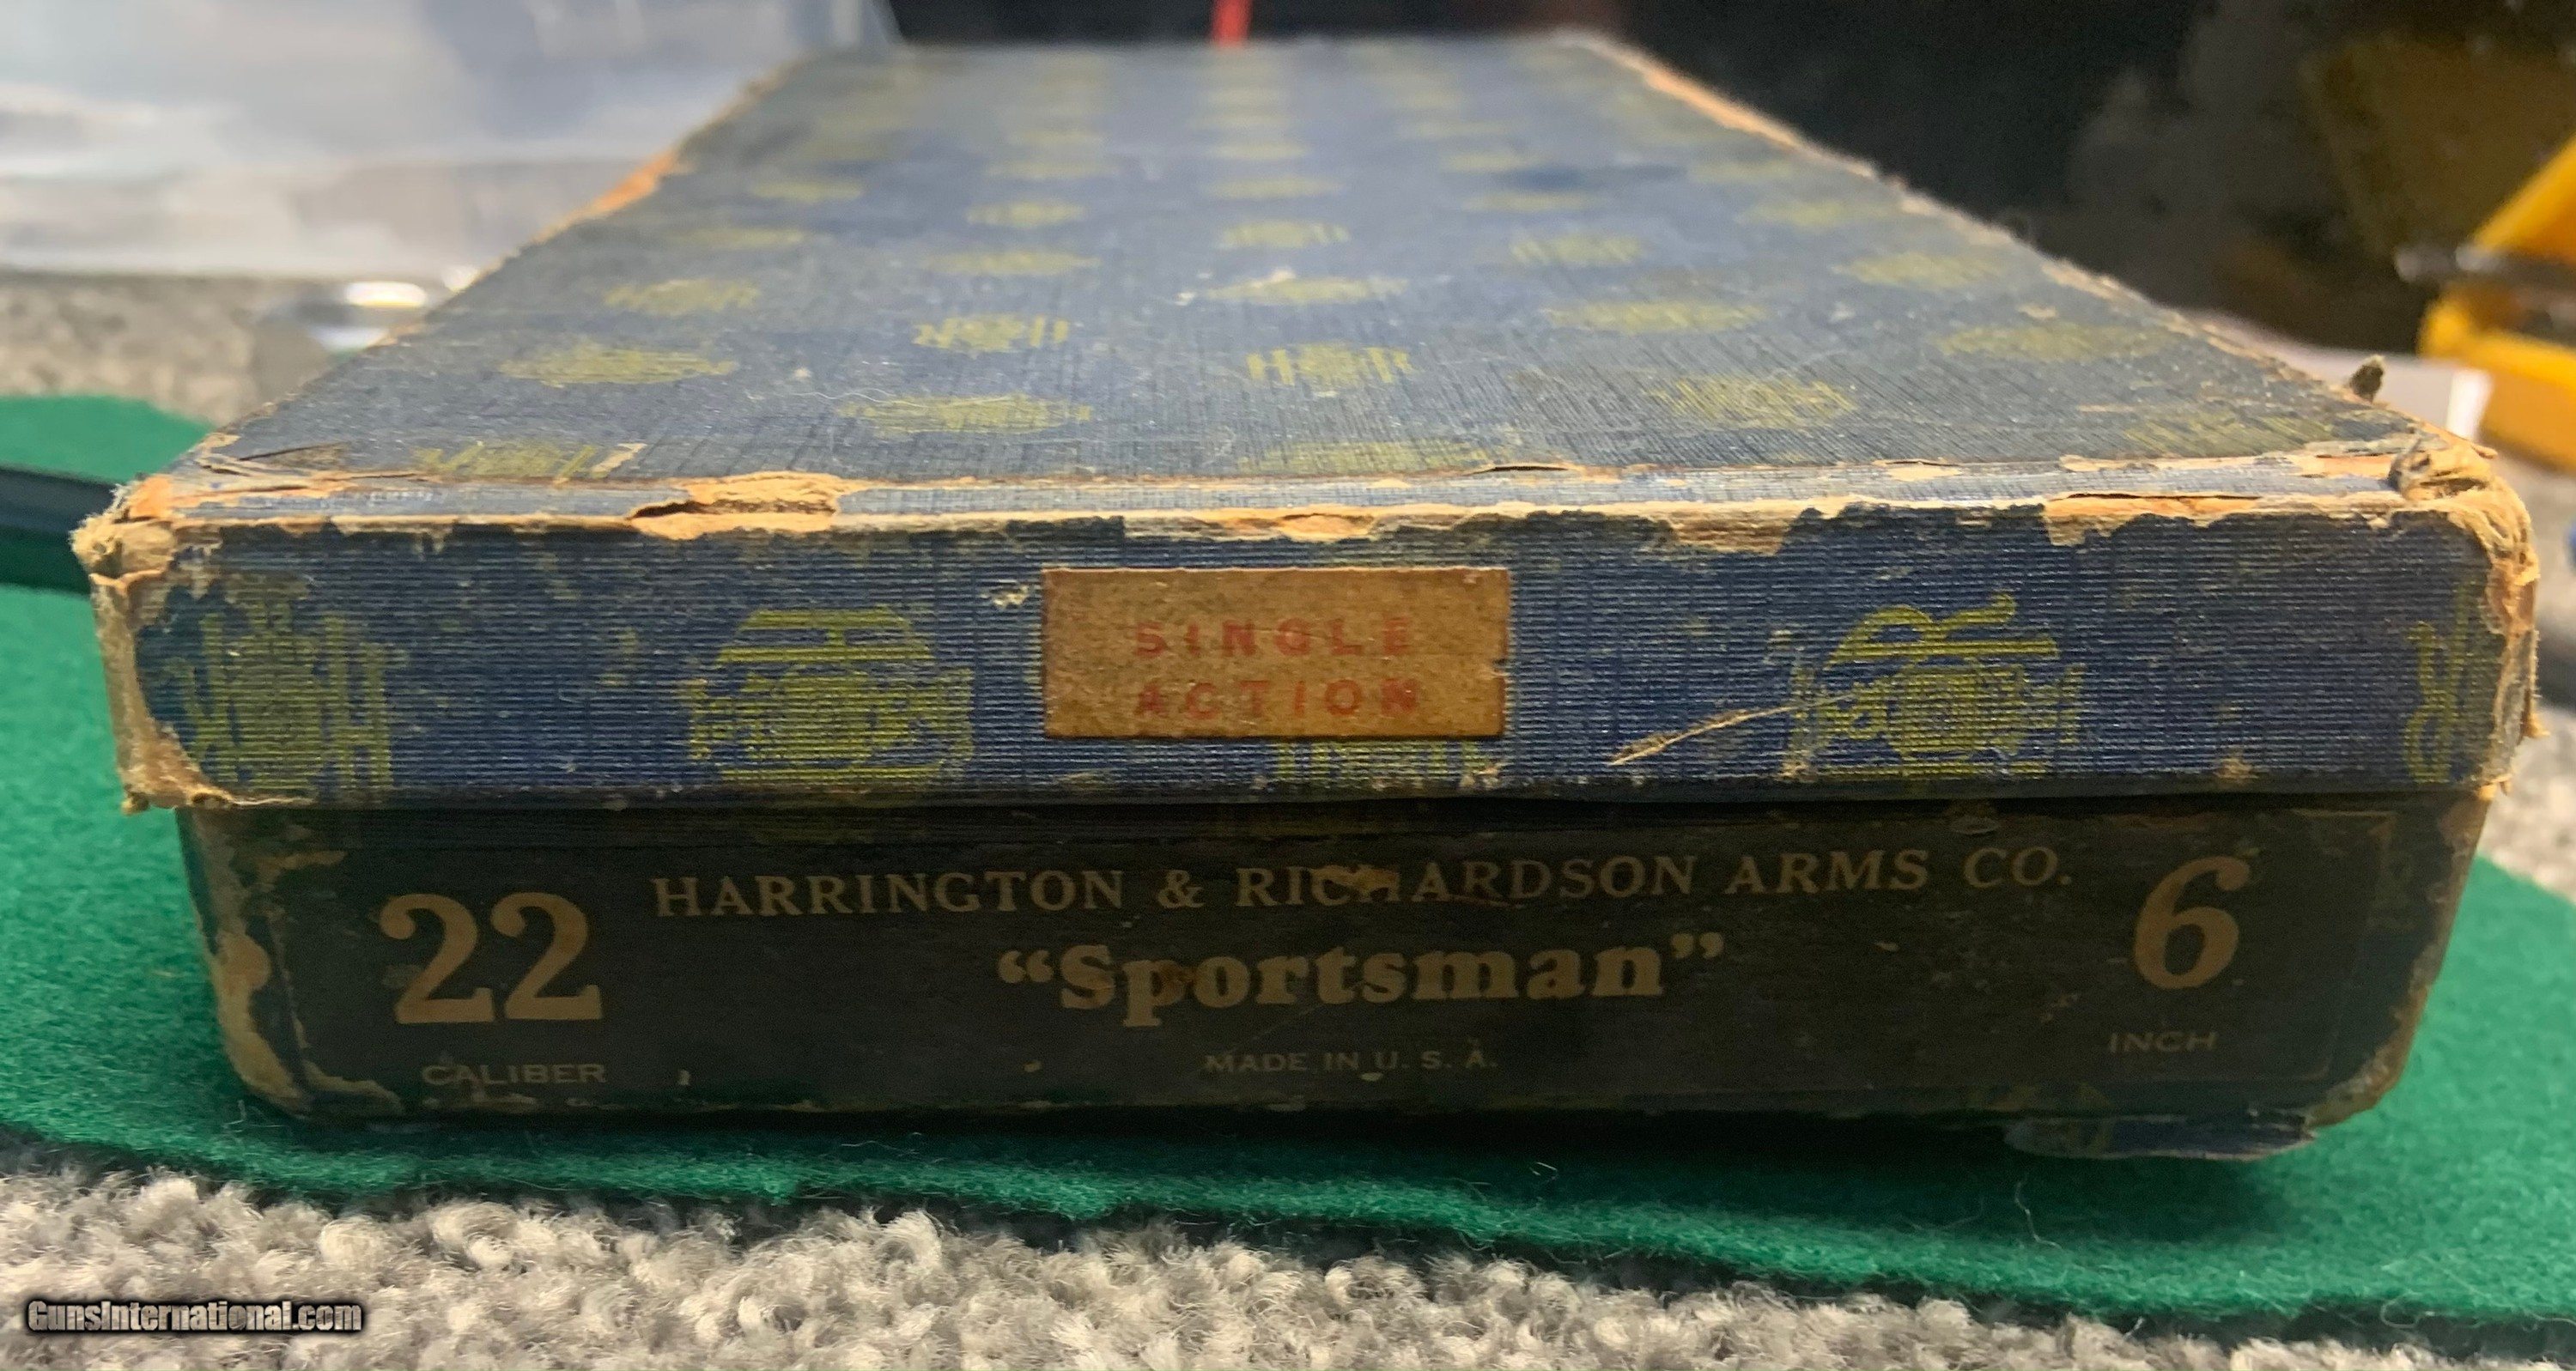 H&R
H&R
H&R
SINGLE
ACTION
22
CALIBER
HARRINGTON & RICHARDSON ARMS CO.
"Sportsman"
MADE IN U. S. A.
6
INCH
GunsInternational.com